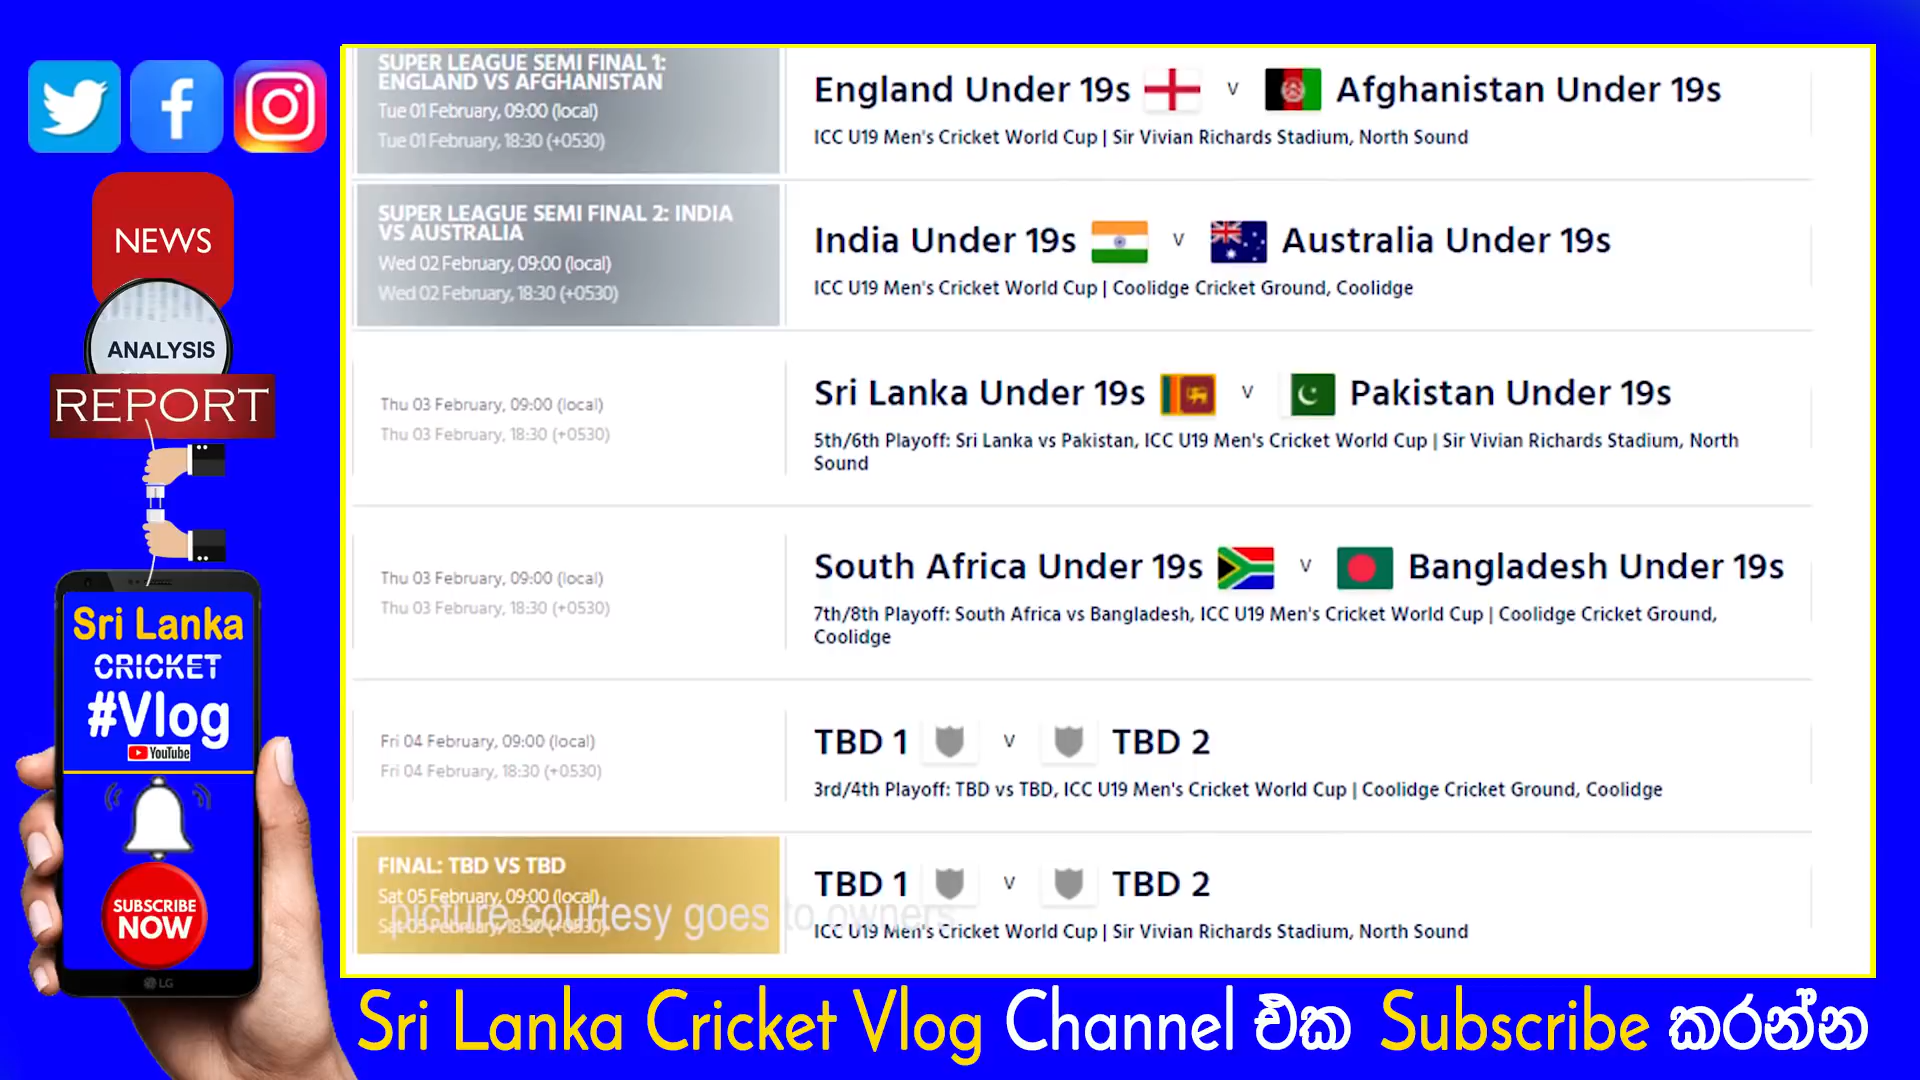 NEWS
ANALYSIS
REPORT
Sri Lanka
CRICKET
#Vlog
YouTube
SUBSCRIBE
NOW
LG
SUPER LEAGUE SEMI FINAL 1:
ENGLAND VS AFGHANISTAN
Tue 01 February, 09:00 (local)
Tue 01 February, 18:30 (+0530)
England Under 19s v Afghanistan Under 19s
ICC U19 Men's Cricket World Cup | Sir Vivian Richards Stadium, North Sound
SUPER LEAGUE SEMI FINAL 2: INDIA
VS AUSTRALIA
Wed 02 February, 09:00 (local)
Wed 02 February, 18:30 (+0530)
India Under 19s v Australia Under 19s
ICC U19 Men's Cricket World Cup | Coolidge Cricket Ground, Coolidge
Thu 03 February, 09:00 (local)
Thu 03 February, 18:30 (+0530)
Sri Lanka Under 19s v Pakistan Under 19s
5th/6th Playoff: Sri Lanka vs Pakistan, ICC U19 Men's Cricket World Cup | Sir Vivian Richards Stadium, North
Sound
Thu 03 February, 09:00 (local)
Thu 03 February, 18:30 (+0530)
South Africa Under 19s v Bangladesh Under 19s
7th/8th Playoff: South Africa vs Bangladesh, ICC U19 Men's Cricket World Cup | Coolidge Cricket Ground,
Coolidge
Fri 04 February, 09:00 (local)
Fri 04 February, 18:30 (+0530)
TBD 1 v TBD 2
3rd/4th Playoff: TBD vs TBD, ICC U19 Men's Cricket World Cup | Coolidge Cricket Ground, Coolidge
FINAL: TBD VS TBD
Sat 05 February, 09:00 (local)
Sat 05 February, 18:30 (+0530)
TBD 1 v TBD 2
ICC U19 Men's Cricket World Cup | Sir Vivian Richards Stadium, North Sound
picture courtesy goes to owners
Sri Lanka Cricket Vlog Channel එක Subscribe කරන්න